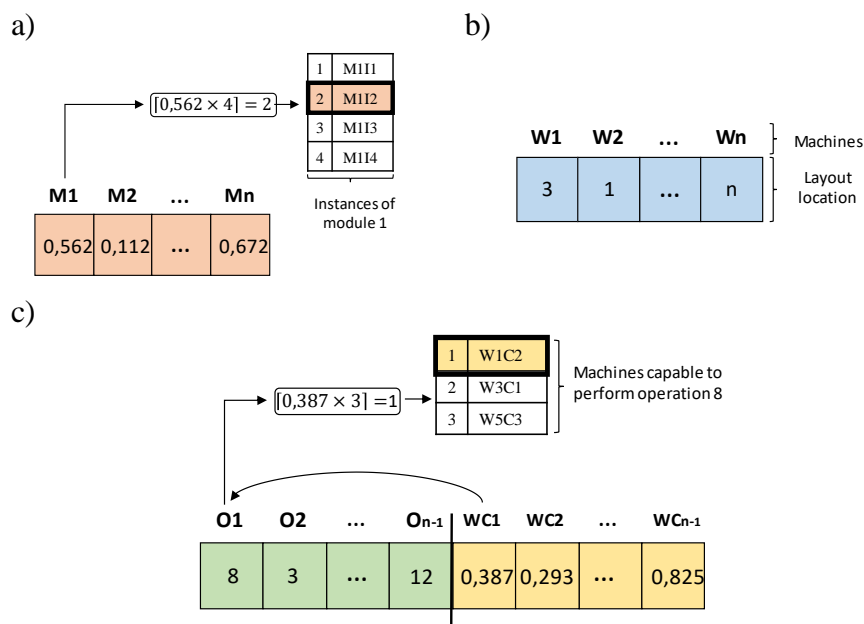 a)
⌈0,562 × 4⌉ = 2
1 M1I1
2 M1I2
3 M1I3
4 M1I4
Instances of
module 1
M1 M2 ... Mn
0,562 0,112 ... 0,672
b)
W1 W2 ... Wn
Machines
3 1 ... n
Layout
location
c)
⌈0,387 × 3⌉ =1
1 W1C2
2 W3C1
3 W5C3
Machines capable to
perform operation 8
O1 O2 ... On-1 WC1 WC2 ... WCn-1
8 3 ... 12 0,387 0,293 ... 0,825